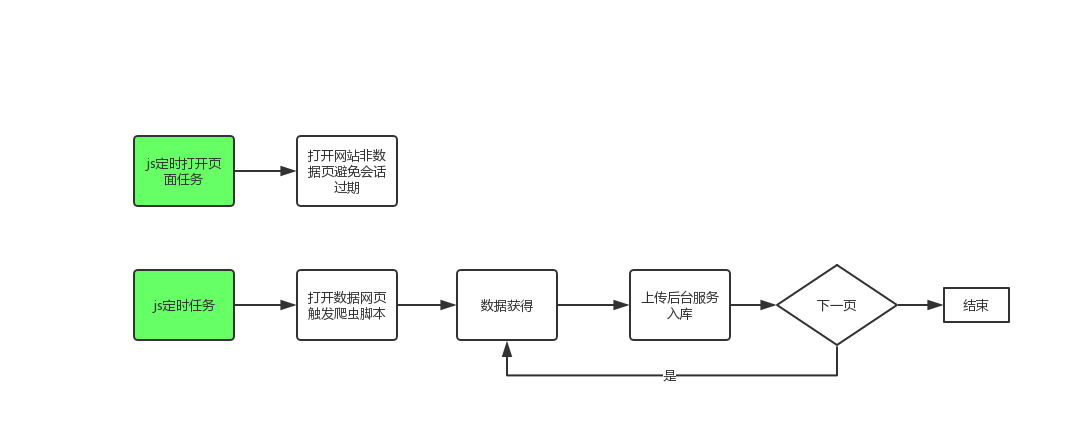 js定时打开页
面任务
打开网站非数
据页避免会话
过期
js定时任务
打开数据网页
触发爬虫脚本
数据获得
上传后台服务
入库
下一页
结束
是